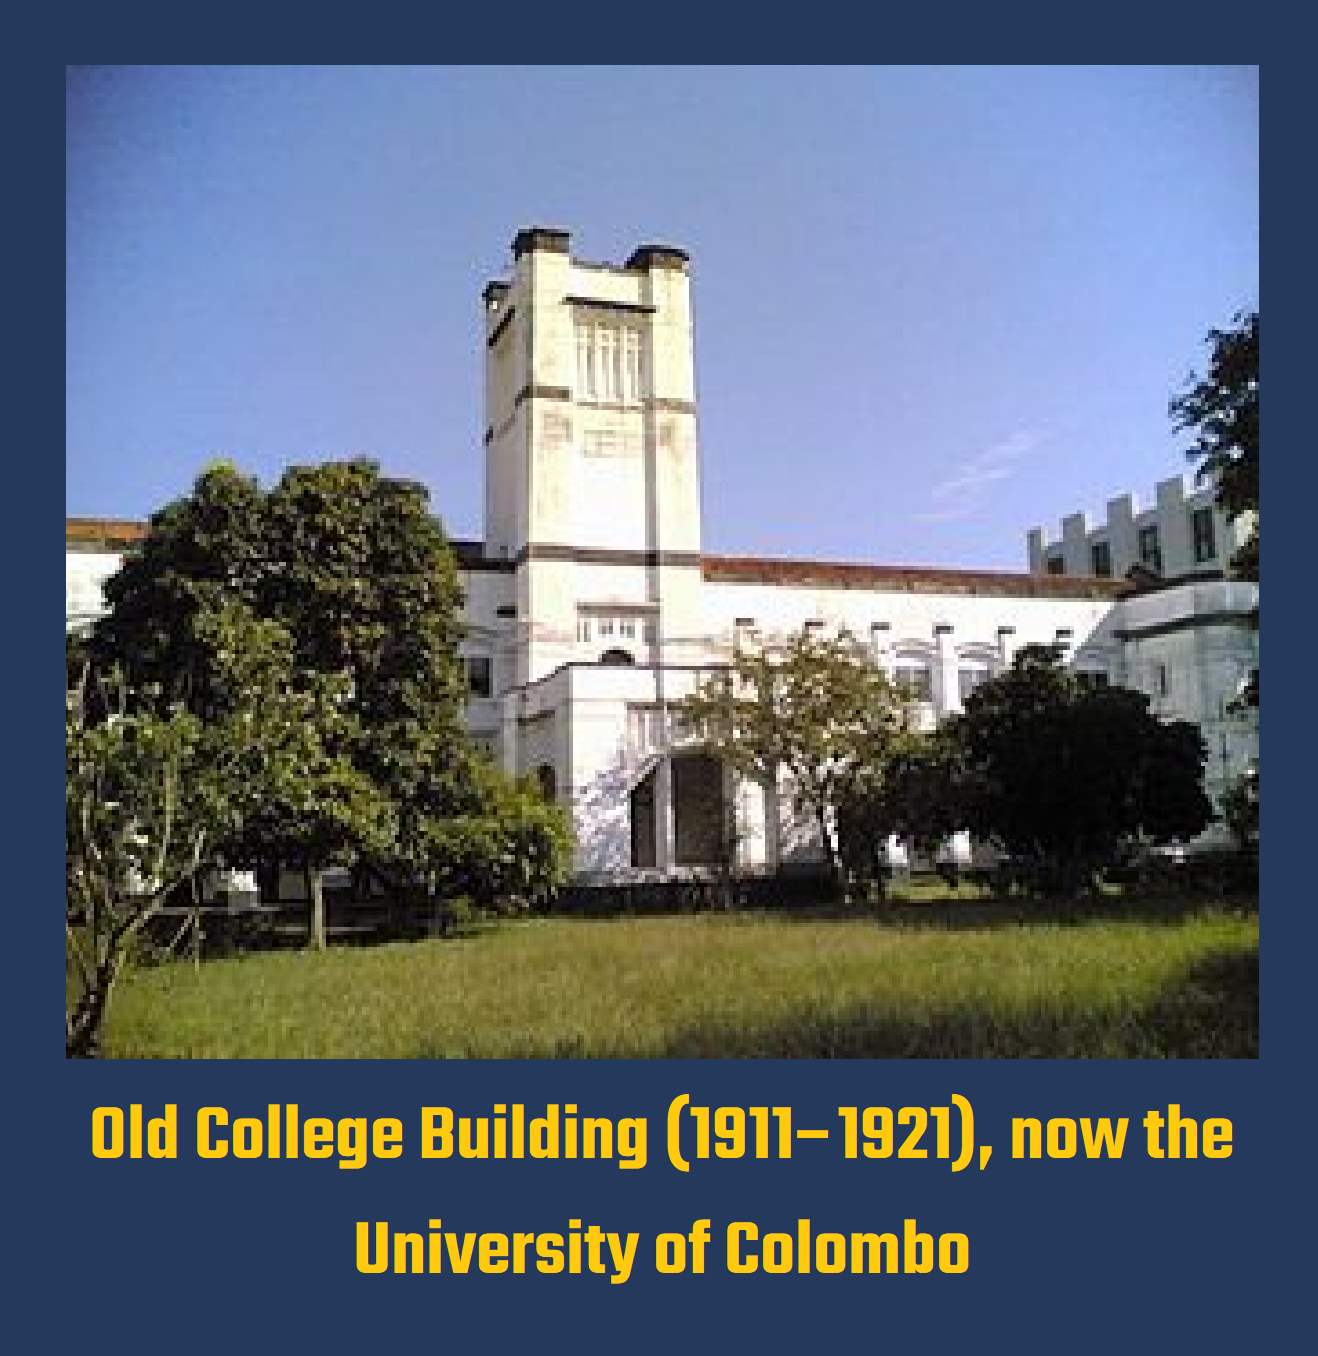 Old College Building (1911–1921), now the
University of Colombo